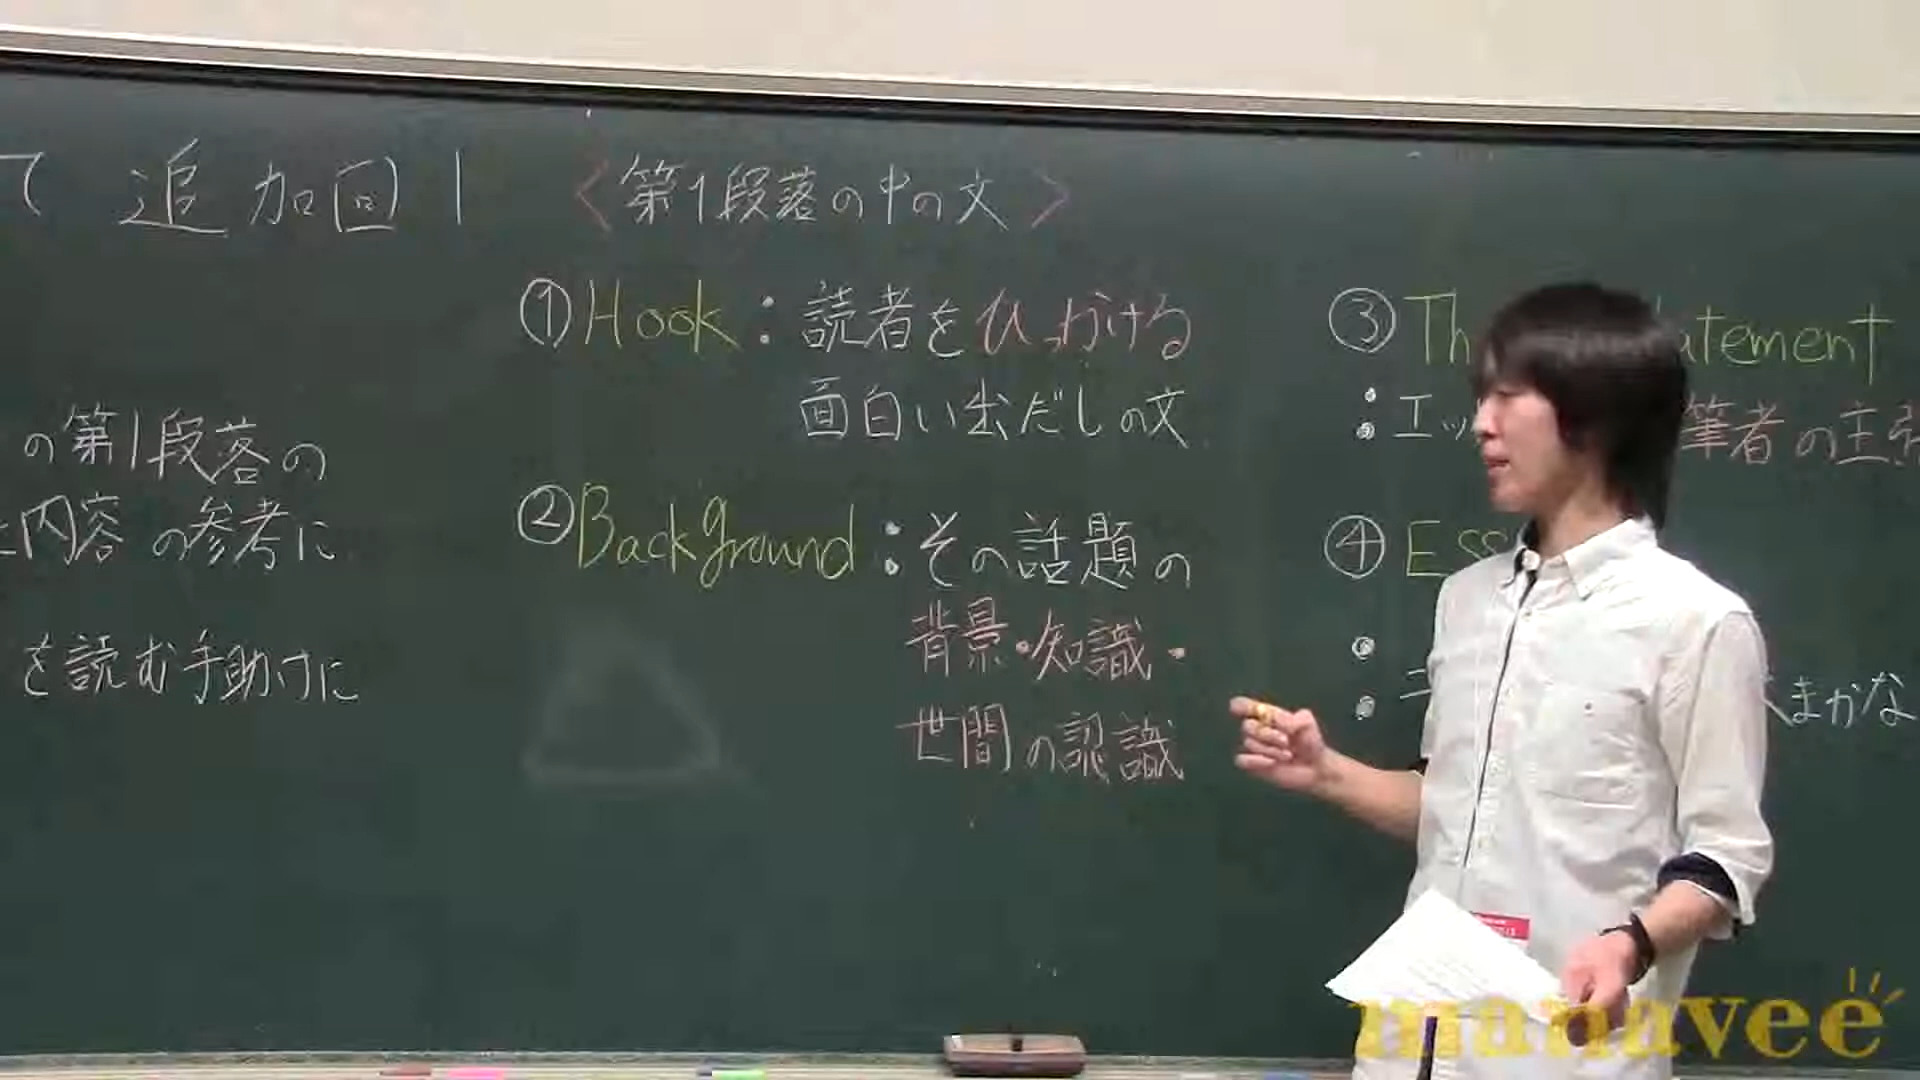 て 追加回1
<第1段落の中の文>
の第1段落の
内容の参考に
を読む手助けに
①Hook:読者をひっかける
面白い出だしの文
②Background:その話題の
背景・知識・
世間の認識
③Th atement
:エッ 筆者の主張
④Ess
: まかな
manavee